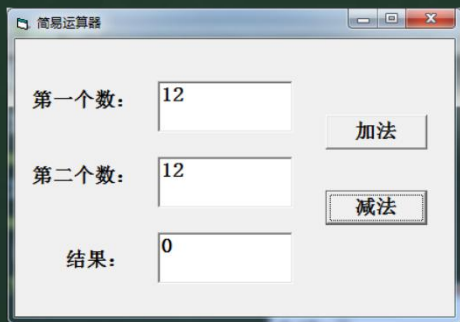 简易运算器
第一个数： 12
加法
第二个数： 12
减法
结果： 0